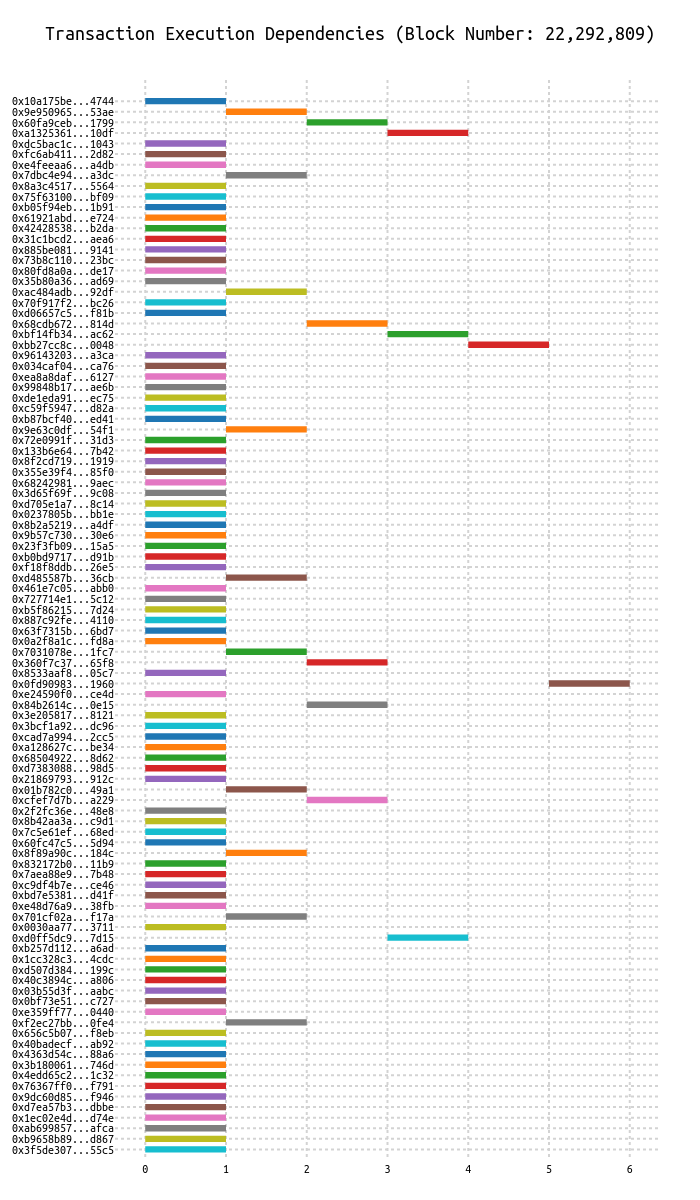 Transaction Execution Dependencies (Block Number: 22,292,809)
0x10a175be...4744
0x9e950965...53ae
0x60fa9ceb...1799
0xa1325361...10df
0xdc5bac1c...1043
0xfc6ab411...2d82
0xe4feeaa6...a4db
0x7dbc4e94...a3dc
0x8a3c4517...5564
0x75f63100...bf09
0xb05f94eb...1b91
0x61921abd...e724
0x42428538...b2da
0x31c1bcd2...aea6
0x885be081...9141
0x73b8c110...23bc
0x80fd8a0a...de17
0x35b80a36...ad69
0xac484adb...92df
0x70f917f2...bc26
0xd06657c5...f81b
0x68cdb672...814d
0xbf14fb34...ac62
0xbb27cc8c...0048
0x96143203...a3ca
0x034caf04...ca76
0xea8a8daf...6127
0x99848b17...ae6b
0xde1eda91...ec75
0xc59f5947...d82a
0xb87bcf40...ed41
0x9e63c0df...54f1
0x72e0991f...31d3
0x133b6e64...7b42
0x8f2cd719...1919
0x355e39f4...85f0
0x68242981...9aec
0x3d65f69f...9c08
0xd705e1a7...8c14
0x0237805b...bb1e
0x8b2a5219...a4df
0x9b57c730...30e6
0x23f3fb09...15a5
0xb0bd9717...d91b
0xf18f8ddb...26e5
0xd485587b...36cb
0x461e7c05...abb0
0x727714e1...5c12
0xb5f86215...7d24
0x887c92fe...4110
0x63f7315b...6bd7
0x0a2f8a1c...fd8a
0x7031078e...1fc7
0x360f7c37...65f8
0x8533aaf8...05c7
0x0fd90983...1960
0xe24590f0...ce4d
0x84b2614c...0e15
0x3e205817...8121
0x3bcf1a92...dc96
0xcad7a994...2cc5
0xa128627c...be34
0x68504922...8d62
0xd7383088...98d5
0x21869793...912c
0x01b782c0...49a1
0xcfef7d7b...a229
0x2f2fc36e...48e8
0x8b42aa3a...c9d1
0x7c5e61ef...68ed
0x60fc47c5...5d94
0x8f89a90c...184c
0x832172b0...11b9
0x7aea88e9...7b48
0xc9df4b7e...ce46
0xbd7e5381...d41f
0xe48d76a9...38fb
0x701cf02a...f17a
0x0030aa77...3711
0xd0ff5dc9...7d15
0xb257d112...a6ad
0x1cc328c3...4cdc
0xd507d384...199c
0x40c3894c...a806
0x03b55d3f...aabc
0x0bf73e51...c727
0xe359ff77...0440
0xf2ec27bb...0fe4
0x656c5b07...f8eb
0x40badecf...ab92
0x4363d54c...88a6
0x3b180061...746d
0x4edd65c2...1c32
0x76367ff0...f791
0x9dc60d85...f946
0xd7ea57b3...dbbe
0x1ec02e4d...d74e
0xab699857...afca
0xb9658b89...d867
0x3f5de307...55c5
0 1 2 3 4 5 6